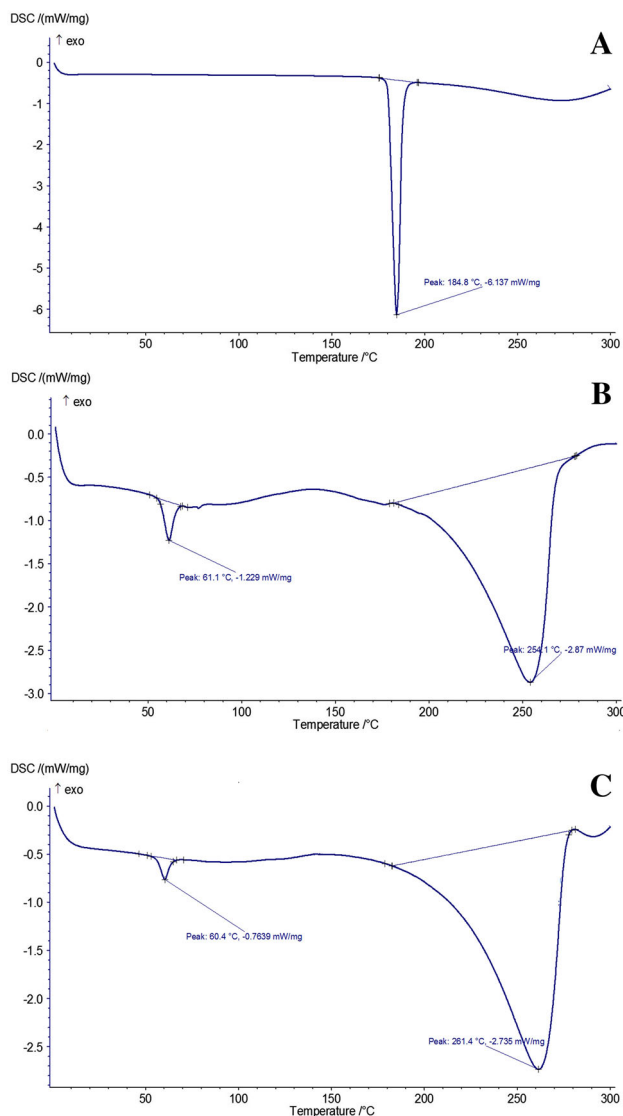 DSC /(mW/mg)
↑ exo
A
0
-1
-2
-3
-4
-5
-6
Peak: 184.8 °C, -6.137 mW/mg
50 100 150 200 250 300
Temperature /°C
DSC /(mW/mg)
↑ exo
B
0.0
-0.5
-1.0
-1.5
-2.0
-2.5
-3.0
Peak: 61.1 °C, -1.229 mW/mg
Peak: 254.1 °C, -2.87 mW/mg
50 100 150 200 250 300
Temperature /°C
DSC /(mW/mg)
↑ exo
C
0.0
-0.5
-1.0
-1.5
-2.0
-2.5
Peak: 60.4 °C, -0.7639 mW/mg
Peak: 261.4 °C, -2.735 mW/mg
50 100 150 200 250 300
Temperature /°C